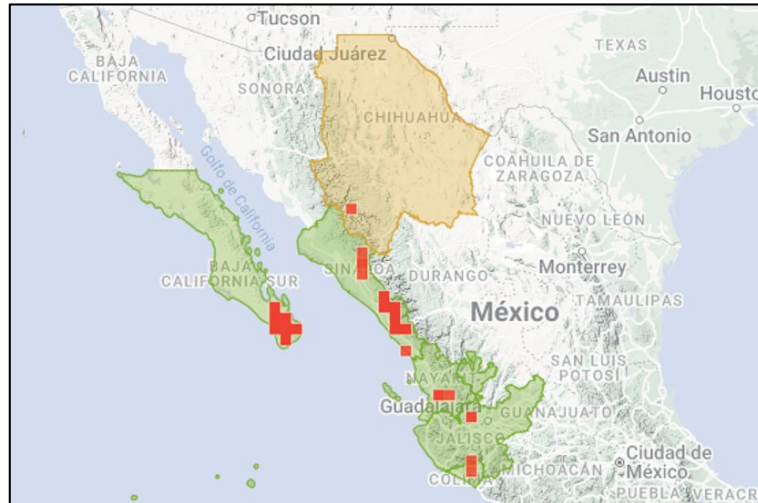 Tucson
Ciudad Juárez
TEXAS
BAJA
CALIFORNIA
SONORA
Austin
Houston
CHIHUAHUA
San Antonio
Golfo de California
COAHUILA DE
ZARAGOZA
NUEVO LEÓN
BAJA
CALIFORNIA SUR
SINALOA
DURANGO
Monterrey
TAMAULIPAS
México
SAN LUIS
POTOSÍ
NAYARIT
Guadalajara
GUANAJUATO
JALISCO
Ciudad de
México
COLIMA
MICHOACÁN
PUEBLA
VERACR